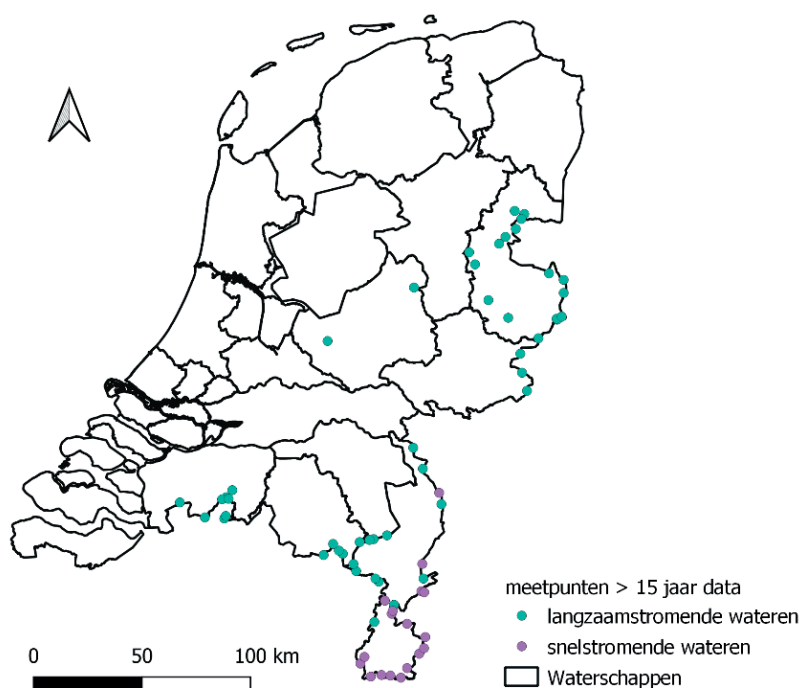 meetpunten > 15 jaar data
langzaamstromende wateren
snelstromende wateren
Waterschappen
0 50 100 km